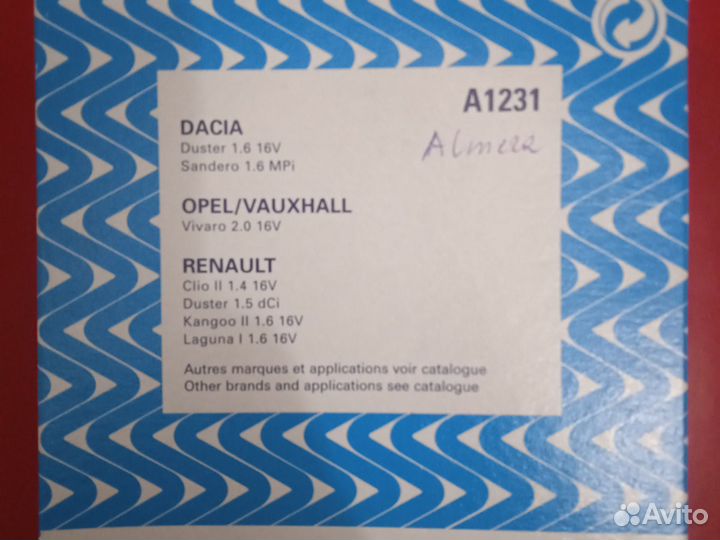 A1231
Almera
DACIA
Duster 1.6 16V
Sandero 1.6 MPi
OPEL/VAUXHALL
Vivaro 2.0 16V
RENAULT
Clio II 1.4 16V
Duster 1.5 dCi
Kangoo II 1.6 16V
Laguna I 1.6 16V
Autres marques et applications voir catalogue
Other brands and applications see catalogue
Avito